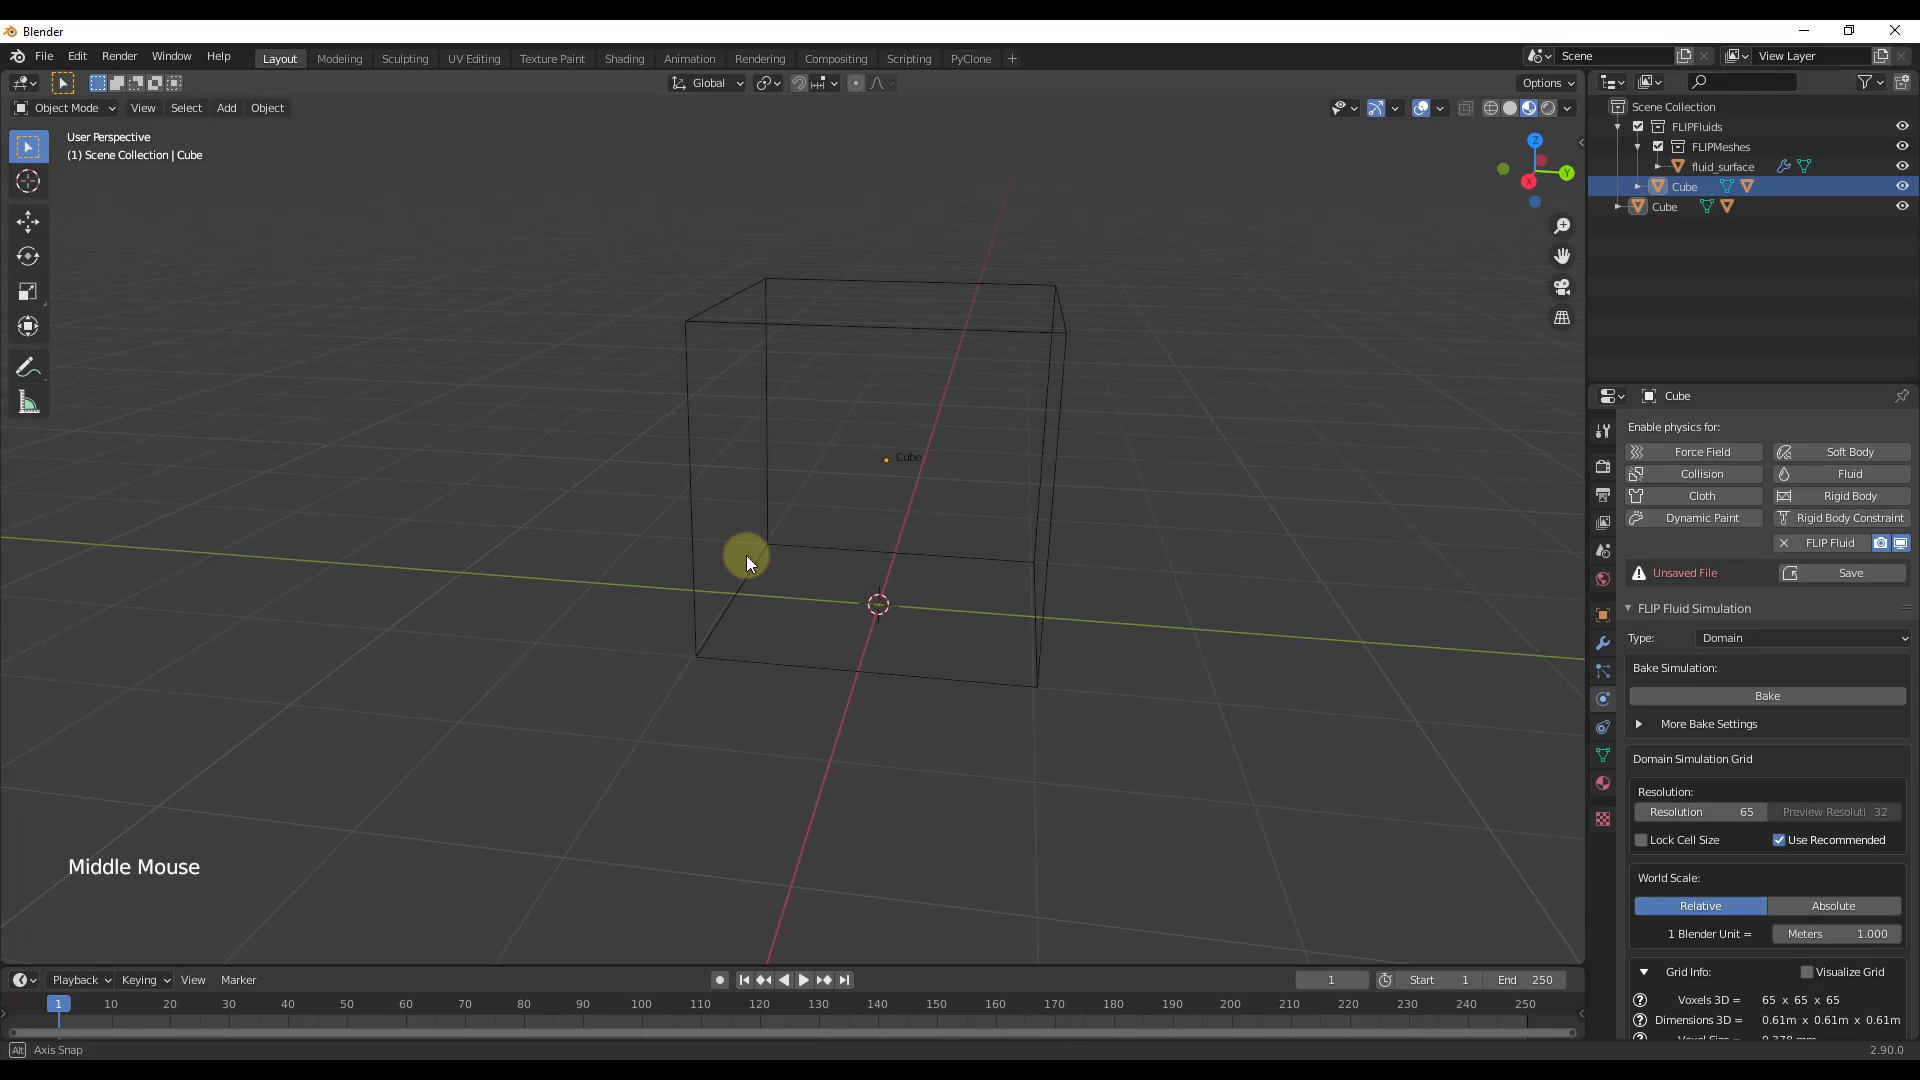 Blender
File Edit Render Window Help Layout Modeling Sculpting UV Editing Texture Paint Shading Animation Rendering Compositing Scripting PyClone + Scene View Layer
Global Options
Object Mode View Select Add Object
User Perspective
(1) Scene Collection | Cube
Z
Y
X
Cube
Scene Collection
FLIPFluids
FLIPMeshes
fluid_surface
Cube
Cube
Cube
Enable physics for:
Force Field Soft Body
Collision Fluid
Cloth Rigid Body
Dynamic Paint Rigid Body Constraint
FLIP Fluid
Unsaved File Save
FLIP Fluid Simulation
Type: Domain
Bake Simulation:
Bake
More Bake Settings
Domain Simulation Grid
Resolution:
Resolution 65 Preview Resoluti 32
Lock Cell Size Use Recommended
World Scale:
Relative Absolute
1 Blender Unit = Meters 1.000
Grid Info: Visualize Grid
Voxels 3D = 65 x 65 x 65
Dimensions 3D = 0.61m x 0.61m x 0.61m
Middle Mouse
Playback Keying View Marker 1 Start 1 End 250
1 10 20 30 40 50 60 70 80 90 100 110 120 130 140 150 160 170 180 190 200 210 220 230 240 250
Alt Axis Snap 2.90.0